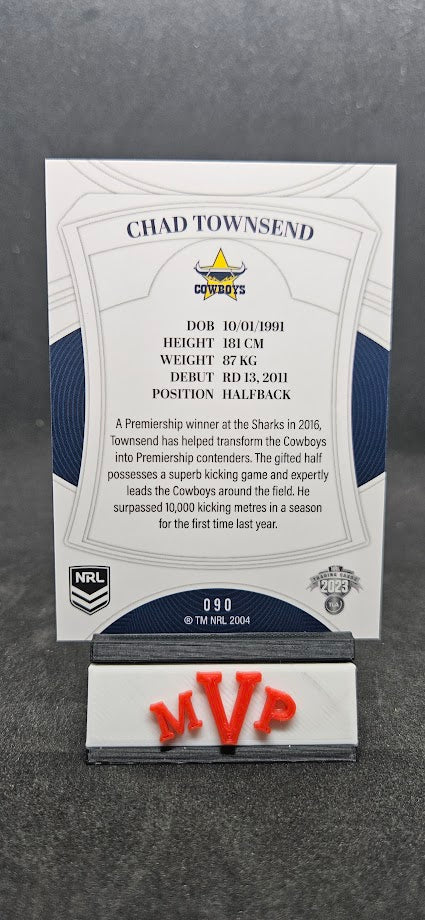 CHAD TOWNSEND
COWBOYS
DOB 10/01/1991
HEIGHT 181 CM
WEIGHT 87 KG
DEBUT RD 13, 2011
POSITION HALFBACK
A Premiership winner at the Sharks in 2016,
Townsend has helped transform the Cowboys
into Premiership contenders. The gifted half
possesses a superb kicking game and expertly
leads the Cowboys around the field. He
surpassed 10,000 kicking metres in a season
for the first time last year.
NRL
TRADING CARDS
2023
TLA
090
® TM NRL 2004
MVP